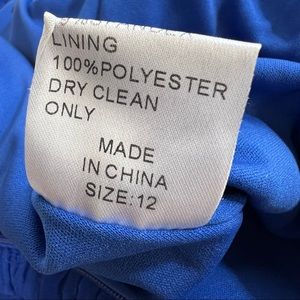 LINING
100%POLYESTER
DRY CLEAN
ONLY
MADE
IN CHINA
SIZE:12